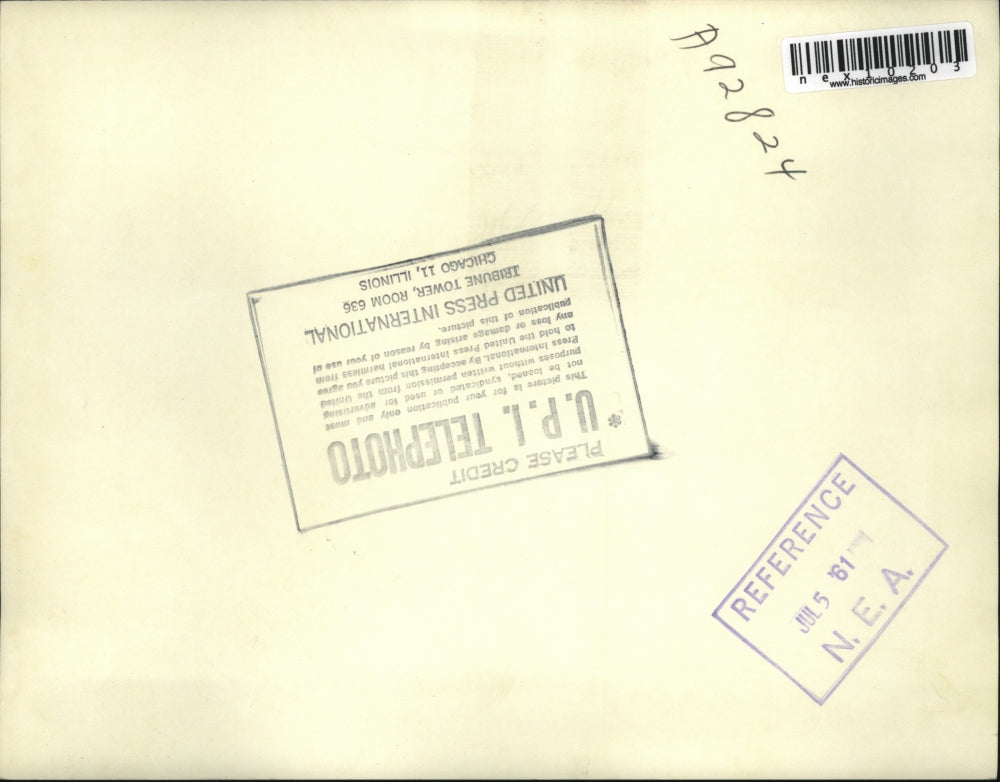 A92824
nex10203
www.historicimages.com
PLEASE CREDIT
U.P.I. TELEPHOTO
This picture is for your publication only and must
not be loaned, syndicated or used for advertising
purposes without written permission from the United
Press International. By accepting this picture you agree
to hold the United Press International harmless from
any loss or damage arising by reason of your use or
publication of this picture.
UNITED PRESS INTERNATIONAL
TRIBUNE TOWER, ROOM 636
CHICAGO 11, ILLINOIS
REFERENCE
JUL 5 '61
N. E. A.